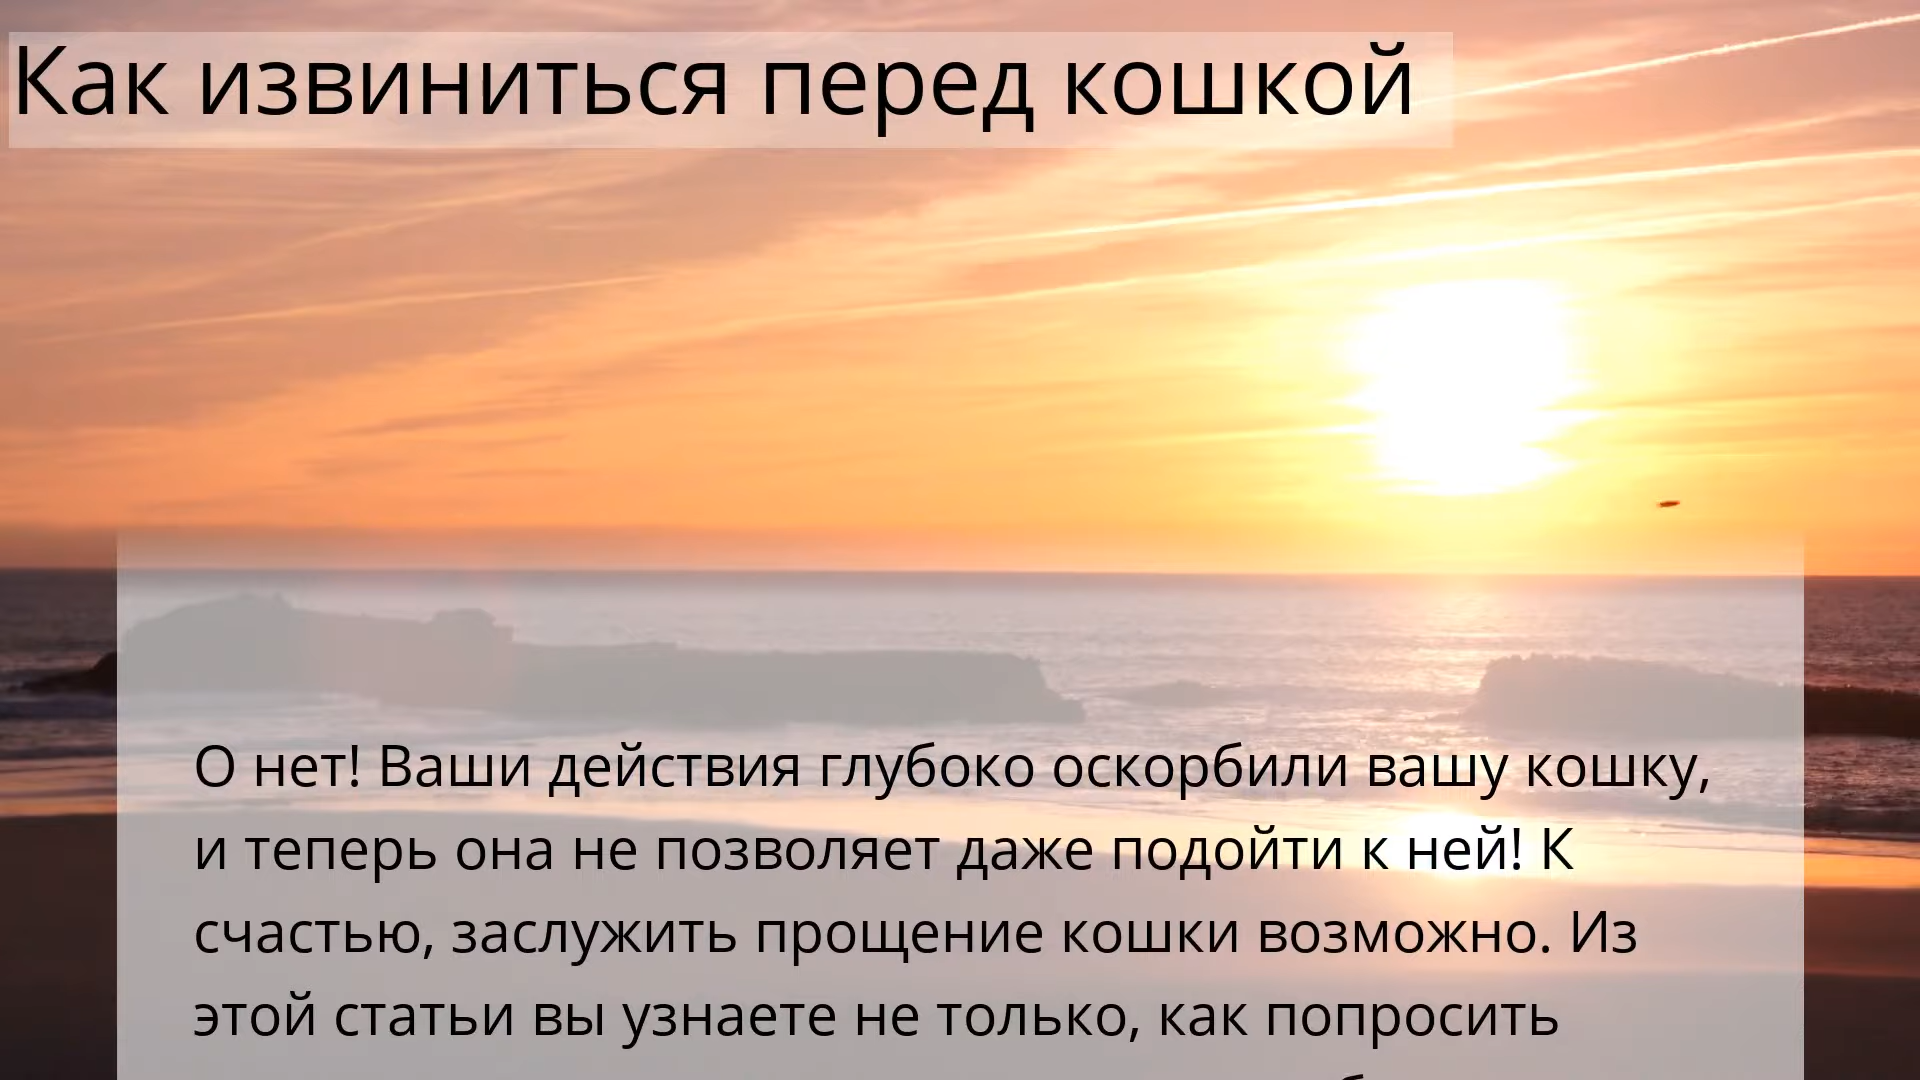 Как извиниться перед кошкой
О нет! Ваши действия глубоко оскорбили вашу кошку,
и теперь она не позволяет даже подойти к ней! К
счастью, заслужить прощение кошки возможно. Из
этой статьи вы узнаете не только, как попросить